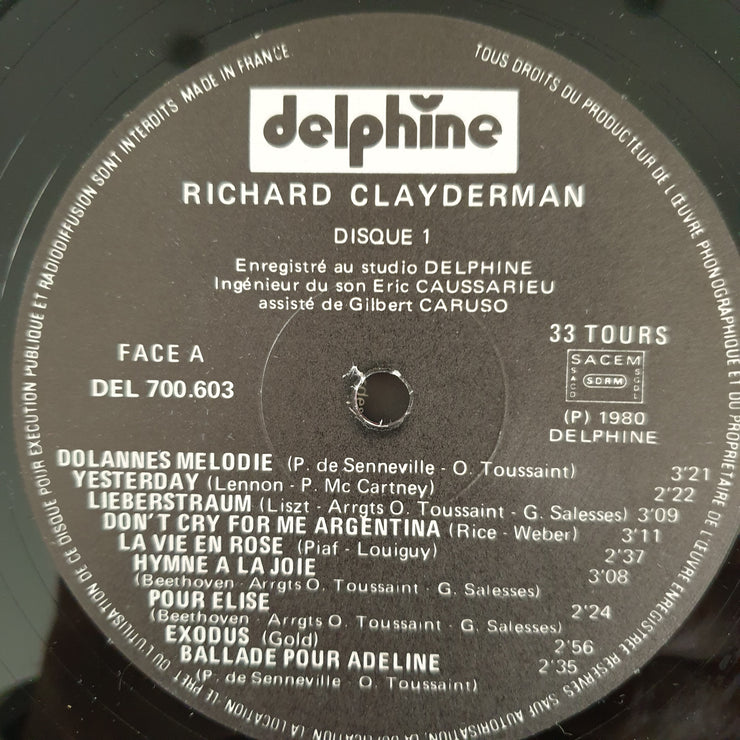 MADE IN FRANCE
TOUS DROITS DU PRODUCTEUR DE L'ŒUVRE PHONOGRAPHIQUE ET DU PROPRIETAIRE DE L'ŒUVRE ENREGISTREE RESERVES SAUF AUTORISATION, LA LOCATION, LE PRET OU L'UTILISATION DE CE DISQUE POUR EXECUTION PUBLIQUE ET RADIODIFFUSION SONT INTERDITS
delphine
RICHARD CLAYDERMAN
DISQUE 1
Enregistré au studio DELPHINE
Ingénieur du son Eric CAUSSARIEU
assisté de Gilbert CARUSO
FACE A
DEL 700.603
33 TOURS
SACEM
SACD
SDRM
SGDL
(P) 1980
DELPHINE
DOLANNES MELODIE (P. de Senneville - O. Toussaint) 3'21
YESTERDAY (Lennon - P. Mc Cartney) 2'22
LIEBERSTRAUM (Liszt - Arrgts O. Toussaint - G. Salesses) 3'09
DON'T CRY FOR ME ARGENTINA (Rice - Weber) 3'11
LA VIE EN ROSE (Piaf - Louiguy) 2'37
HYMNE A LA JOIE 3'08
(Beethoven - Arrgts O. Toussaint - G. Salesses)
POUR ELISE 2'24
(Beethoven - Arrgts O. Toussaint - G. Salesses)
EXODUS (Gold) 2'56
BALLADE POUR ADELINE 2'35
(P. de Senneville - O. Toussaint)